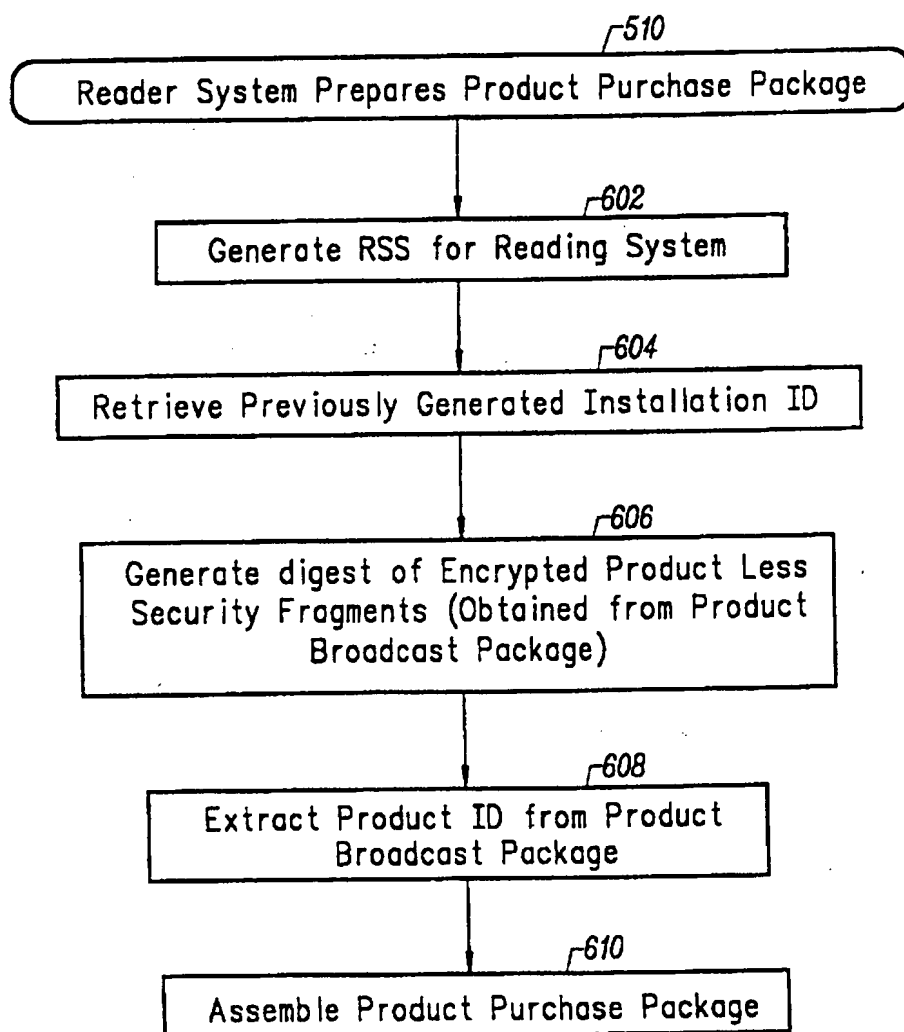 510
Reader System Prepares Product Purchase Package
602
Generate RSS for Reading System
604
Retrieve Previously Generated Installation ID
606
Generate digest of Encrypted Product Less
Security Fragments (Obtained from Product
Broadcast Package)
608
Extract Product ID from Product
Broadcast Package
610
Assemble Product Purchase Package